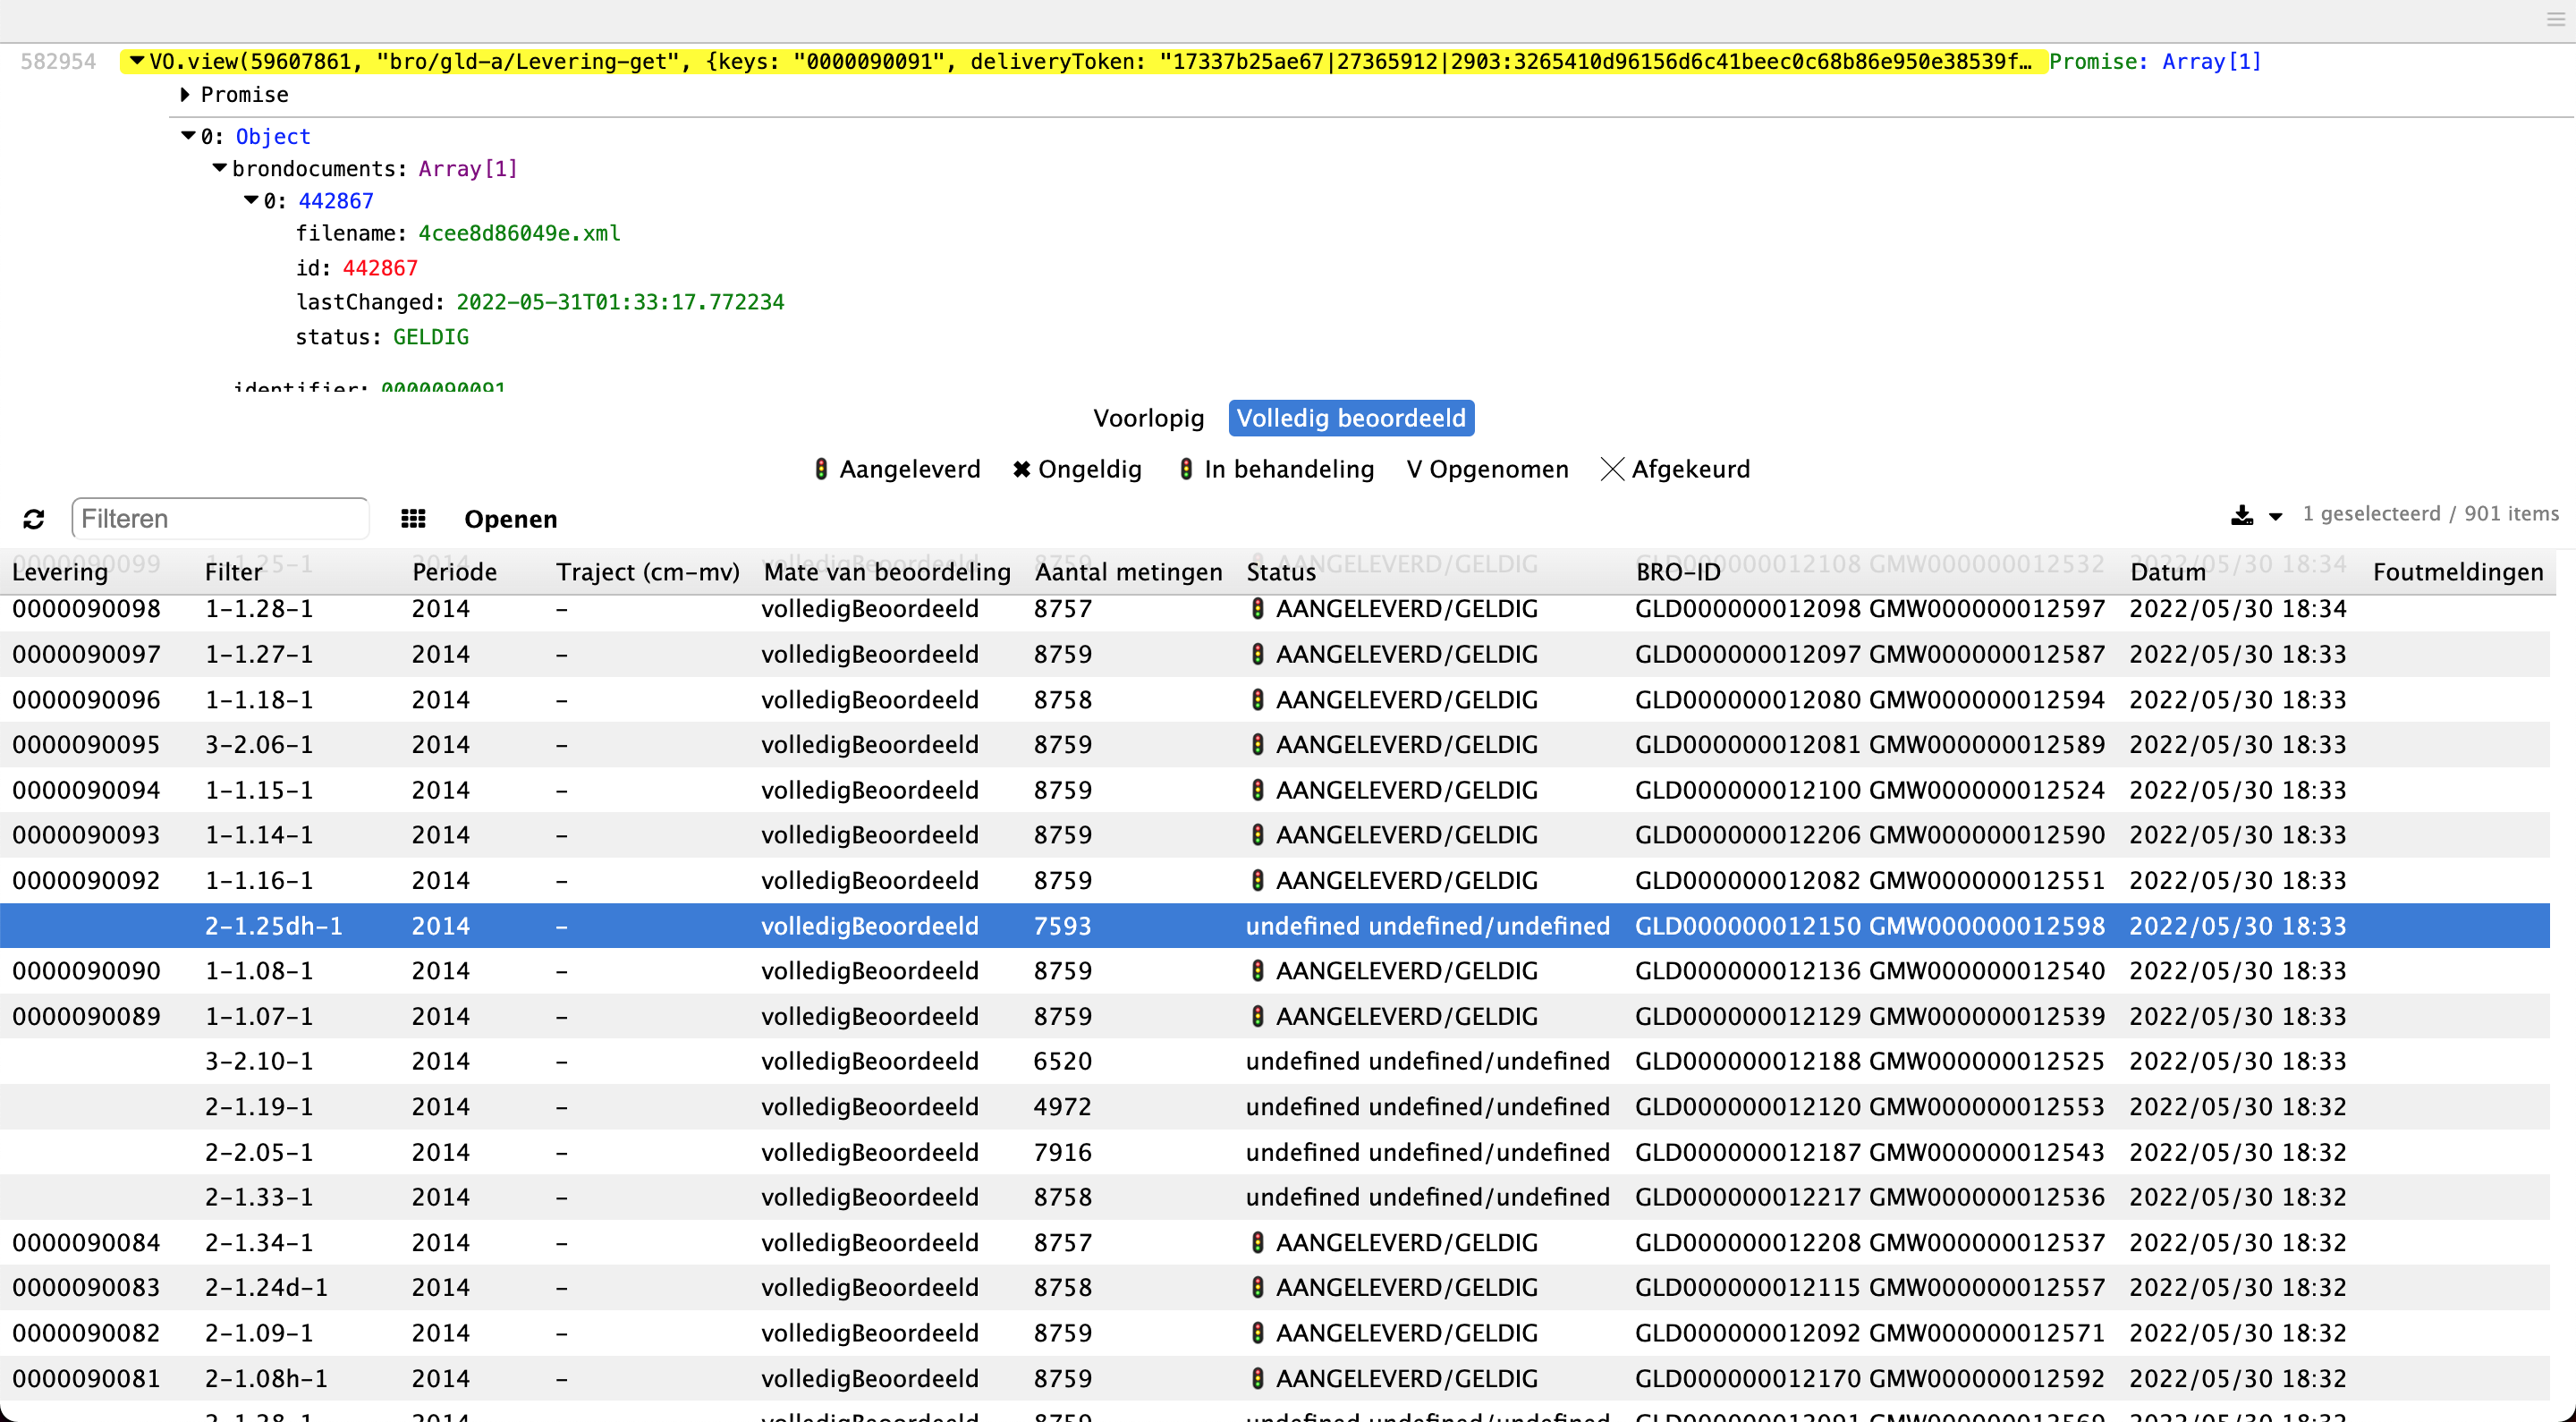 582954 VO.view(59607861, "bro/gld-a/Levering-get", {keys: "0000090091", deliveryToken: "17337b25ae67|27365912|2903:3265410d96156d6c41beec0c68b86e950e38539f… Promise: Array[1]
Promise
0: Object
brondocuments: Array[1]
0: 442867
filename: 4cee8d86049e.xml
id: 442867
lastChanged: 2022-05-31T01:33:17.772234
status: GELDIG
identifier: 0000090091
Voorlopig Volledig beoordeeld
Aangeleverd ✖ Ongeldig In behandeling V Opgenomen Afgekeurd
Filteren Openen 1 geselecteerd / 901 items
Levering Filter Periode Traject (cm-mv) Mate van beoordeling Aantal metingen Status BRO-ID Datum Foutmeldingen
0000090099 1-1.25-1 2014 volledigBeoordeeld 8759 AANGELEVERD/GELDIG GLD000000012108 GMW000000012532 2022/05/30 18:34
0000090098 1-1.28-1 2014 - volledigBeoordeeld 8757 AANGELEVERD/GELDIG GLD000000012098 GMW000000012597 2022/05/30 18:34
0000090097 1-1.27-1 2014 - volledigBeoordeeld 8759 AANGELEVERD/GELDIG GLD000000012097 GMW000000012587 2022/05/30 18:33
0000090096 1-1.18-1 2014 - volledigBeoordeeld 8758 AANGELEVERD/GELDIG GLD000000012080 GMW000000012594 2022/05/30 18:33
0000090095 3-2.06-1 2014 - volledigBeoordeeld 8759 AANGELEVERD/GELDIG GLD000000012081 GMW000000012589 2022/05/30 18:33
0000090094 1-1.15-1 2014 - volledigBeoordeeld 8759 AANGELEVERD/GELDIG GLD000000012100 GMW000000012524 2022/05/30 18:33
0000090093 1-1.14-1 2014 - volledigBeoordeeld 8759 AANGELEVERD/GELDIG GLD000000012206 GMW000000012590 2022/05/30 18:33
0000090092 1-1.16-1 2014 - volledigBeoordeeld 8759 AANGELEVERD/GELDIG GLD000000012082 GMW000000012551 2022/05/30 18:33
2-1.25dh-1 2014 - volledigBeoordeeld 7593 undefined undefined/undefined GLD000000012150 GMW000000012598 2022/05/30 18:33
0000090090 1-1.08-1 2014 - volledigBeoordeeld 8759 AANGELEVERD/GELDIG GLD000000012136 GMW000000012540 2022/05/30 18:33
0000090089 1-1.07-1 2014 - volledigBeoordeeld 8759 AANGELEVERD/GELDIG GLD000000012129 GMW000000012539 2022/05/30 18:33
3-2.10-1 2014 - volledigBeoordeeld 6520 undefined undefined/undefined GLD000000012188 GMW000000012525 2022/05/30 18:33
2-1.19-1 2014 - volledigBeoordeeld 4972 undefined undefined/undefined GLD000000012120 GMW000000012553 2022/05/30 18:32
2-2.05-1 2014 - volledigBeoordeeld 7916 undefined undefined/undefined GLD000000012187 GMW000000012543 2022/05/30 18:32
2-1.33-1 2014 - volledigBeoordeeld 8758 undefined undefined/undefined GLD000000012217 GMW000000012536 2022/05/30 18:32
0000090084 2-1.34-1 2014 - volledigBeoordeeld 8757 AANGELEVERD/GELDIG GLD000000012208 GMW000000012537 2022/05/30 18:32
0000090083 2-1.24d-1 2014 - volledigBeoordeeld 8758 AANGELEVERD/GELDIG GLD000000012115 GMW000000012557 2022/05/30 18:32
0000090082 2-1.09-1 2014 - volledigBeoordeeld 8759 AANGELEVERD/GELDIG GLD000000012092 GMW000000012571 2022/05/30 18:32
0000090081 2-1.08h-1 2014 - volledigBeoordeeld 8759 AANGELEVERD/GELDIG GLD000000012170 GMW000000012592 2022/05/30 18:32